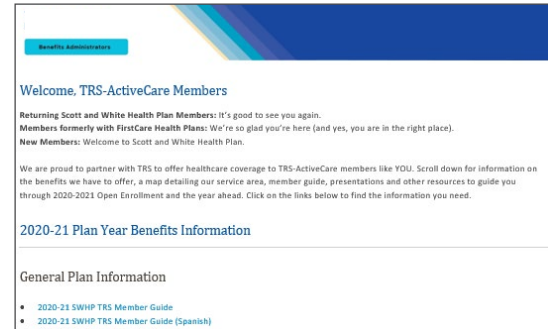 Benefits Administrators
Welcome, TRS-ActiveCare Members
Returning Scott and White Health Plan Members: It's good to see you again.
Members formerly with FirstCare Health Plans: We're so glad you're here (and yes, you are in the right place).
New Members: Welcome to Scott and White Health Plan.
We are proud to partner with TRS to offer healthcare coverage to TRS-ActiveCare members like YOU. Scroll down for information on
the benefits we have to offer, a map detailing our service area, member guide, presentations and other resources to guide you
through 2020-2021 Open Enrollment and the year ahead. Click on the links below to find the information you need.
2020-21 Plan Year Benefits Information
General Plan Information
• 2020-21 SWHP TRS Member Guide
• 2020-21 SWHP TRS Member Guide (Spanish)